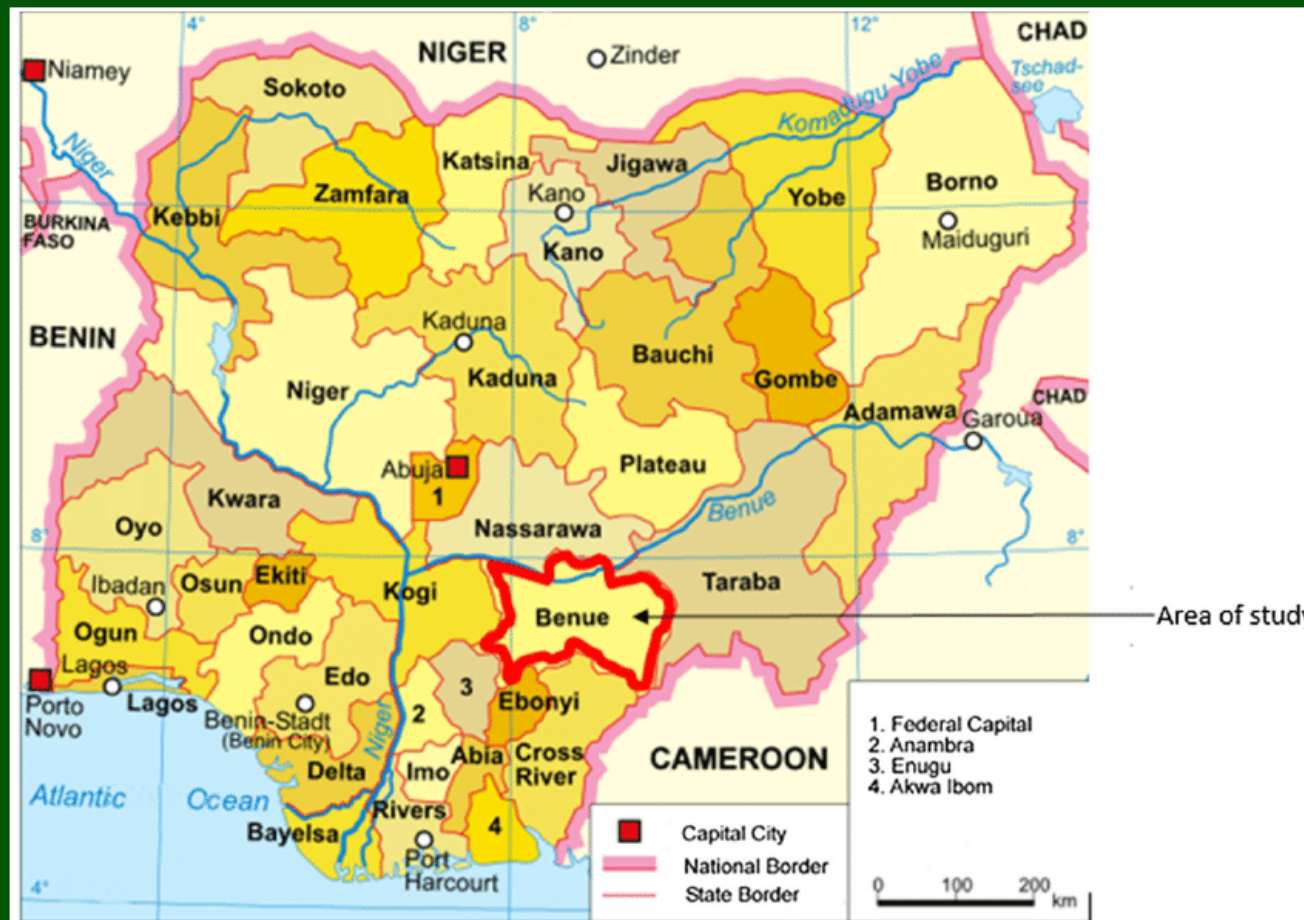 4°
8°
12°
CHAD
NIGER
Zinder
Niamey
Tschad-
see
Sokoto
Komadugu Yobe
Niger
Katsina
Jigawa
Zamfara
Kano
Yobe
Borno
BURKINA
FASO
Kebbi
Maiduguri
Kano
Kaduna
BENIN
Bauchi
Niger
Kaduna
Gombe
CHAD
Adamawa
Garoua
Abuja
Plateau
1
Kwara
Benue
Oyo
Nassarawa
8°
8°
Ibadan
Osun
Ekiti
Kogi
Taraba
Benue
Area of study
Ogun
Ondo
Lagos
Edo
3
Porto
Novo
Lagos
Benin-Stadt
(Benin City)
Niger
2
Ebonyi
1. Federal Capital
2. Anambra
3. Enugu
4. Akwa Ibom
CAMEROON
Abia
Cross
River
Delta
Imo
Atlantic Ocean
Rivers
4
Bayelsa
Port
Harcourt
Capital City
National Border
State Border
4°
0 100 200
km